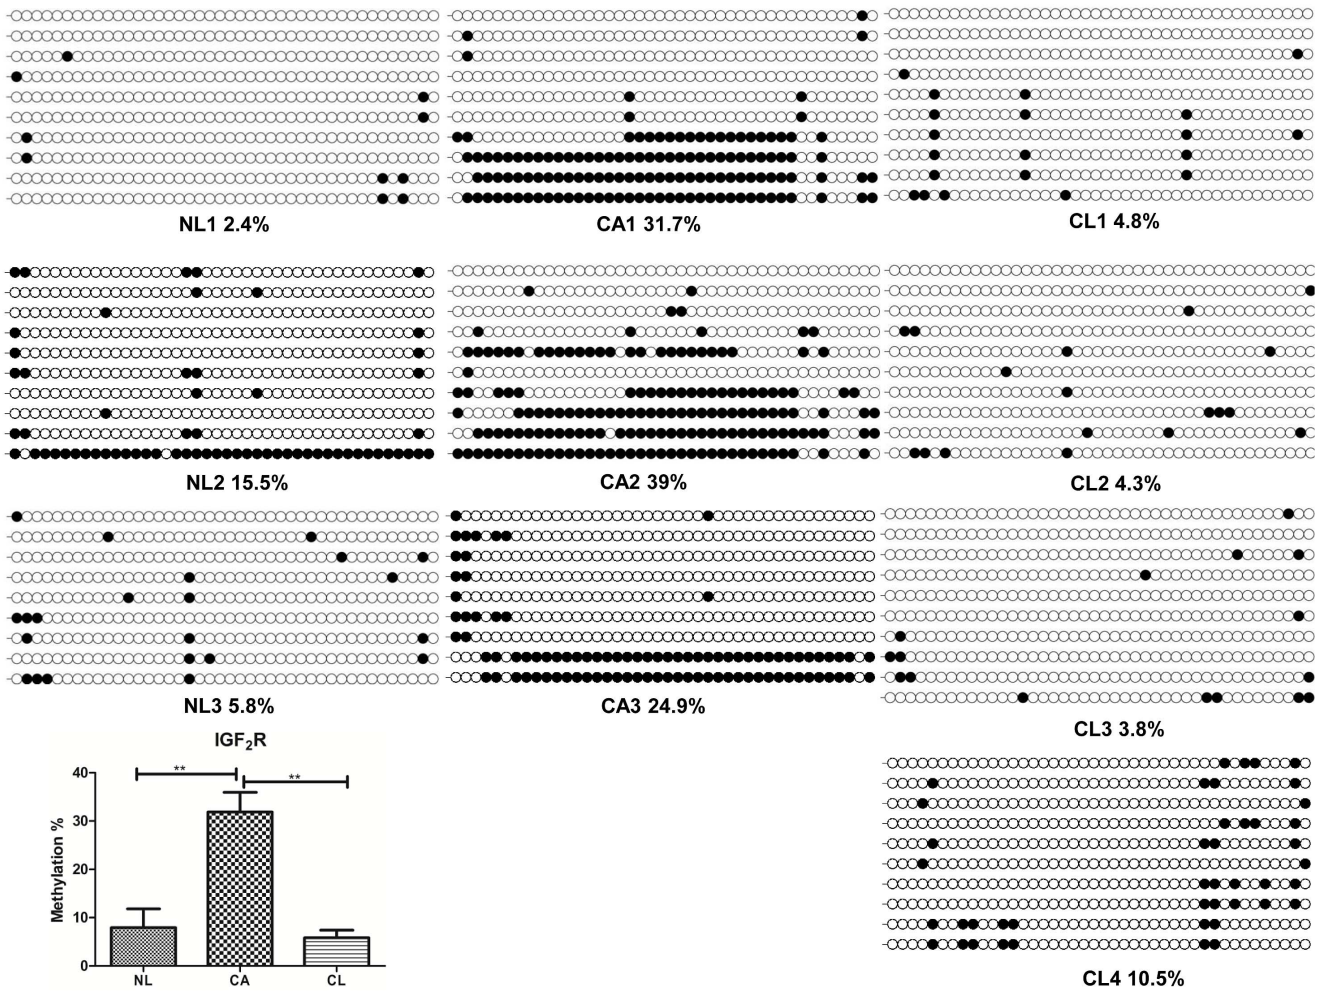 NL1 2.4%
CA1 31.7%
CL1 4.8%
NL2 15.5%
CA2 39%
CL2 4.3%
NL3 5.8%
CA3 24.9%
CL3 3.8%
IGF₂R
** **
Methylation %
40
30
20
10
0
NL CA CL
CL4 10.5%